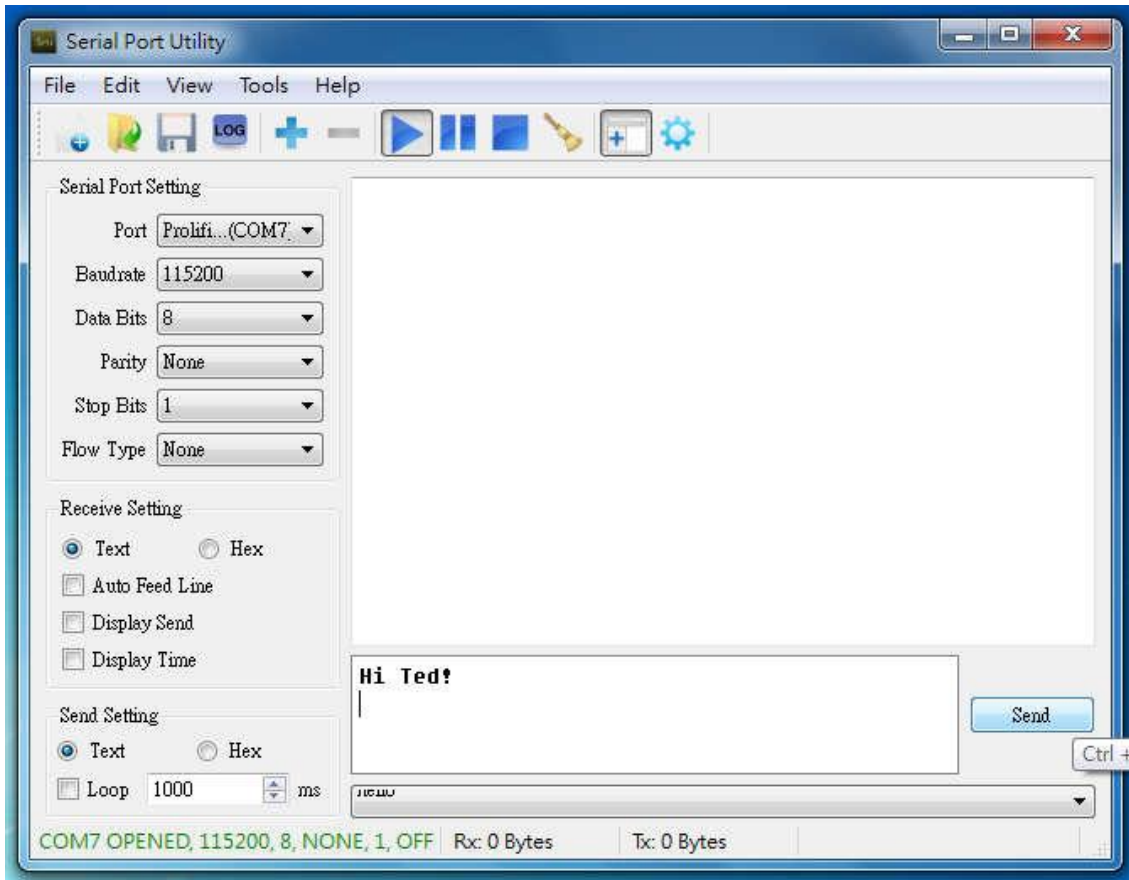 Serial Port Utility
File Edit View Tools Help
LOG
Serial Port Setting
Port Prolifi...(COM7
Baudrate 115200
Data Bits 8
Parity None
Stop Bits 1
Flow Type None
Receive Setting
Text Hex
Auto Feed Line
Display Send
Display Time
Hi Ted!
Send
Ctrl +
Send Setting
Text Hex
Loop 1000 ms
COM7 OPENED, 115200, 8, NONE, 1, OFF Rx: 0 Bytes Tx: 0 Bytes